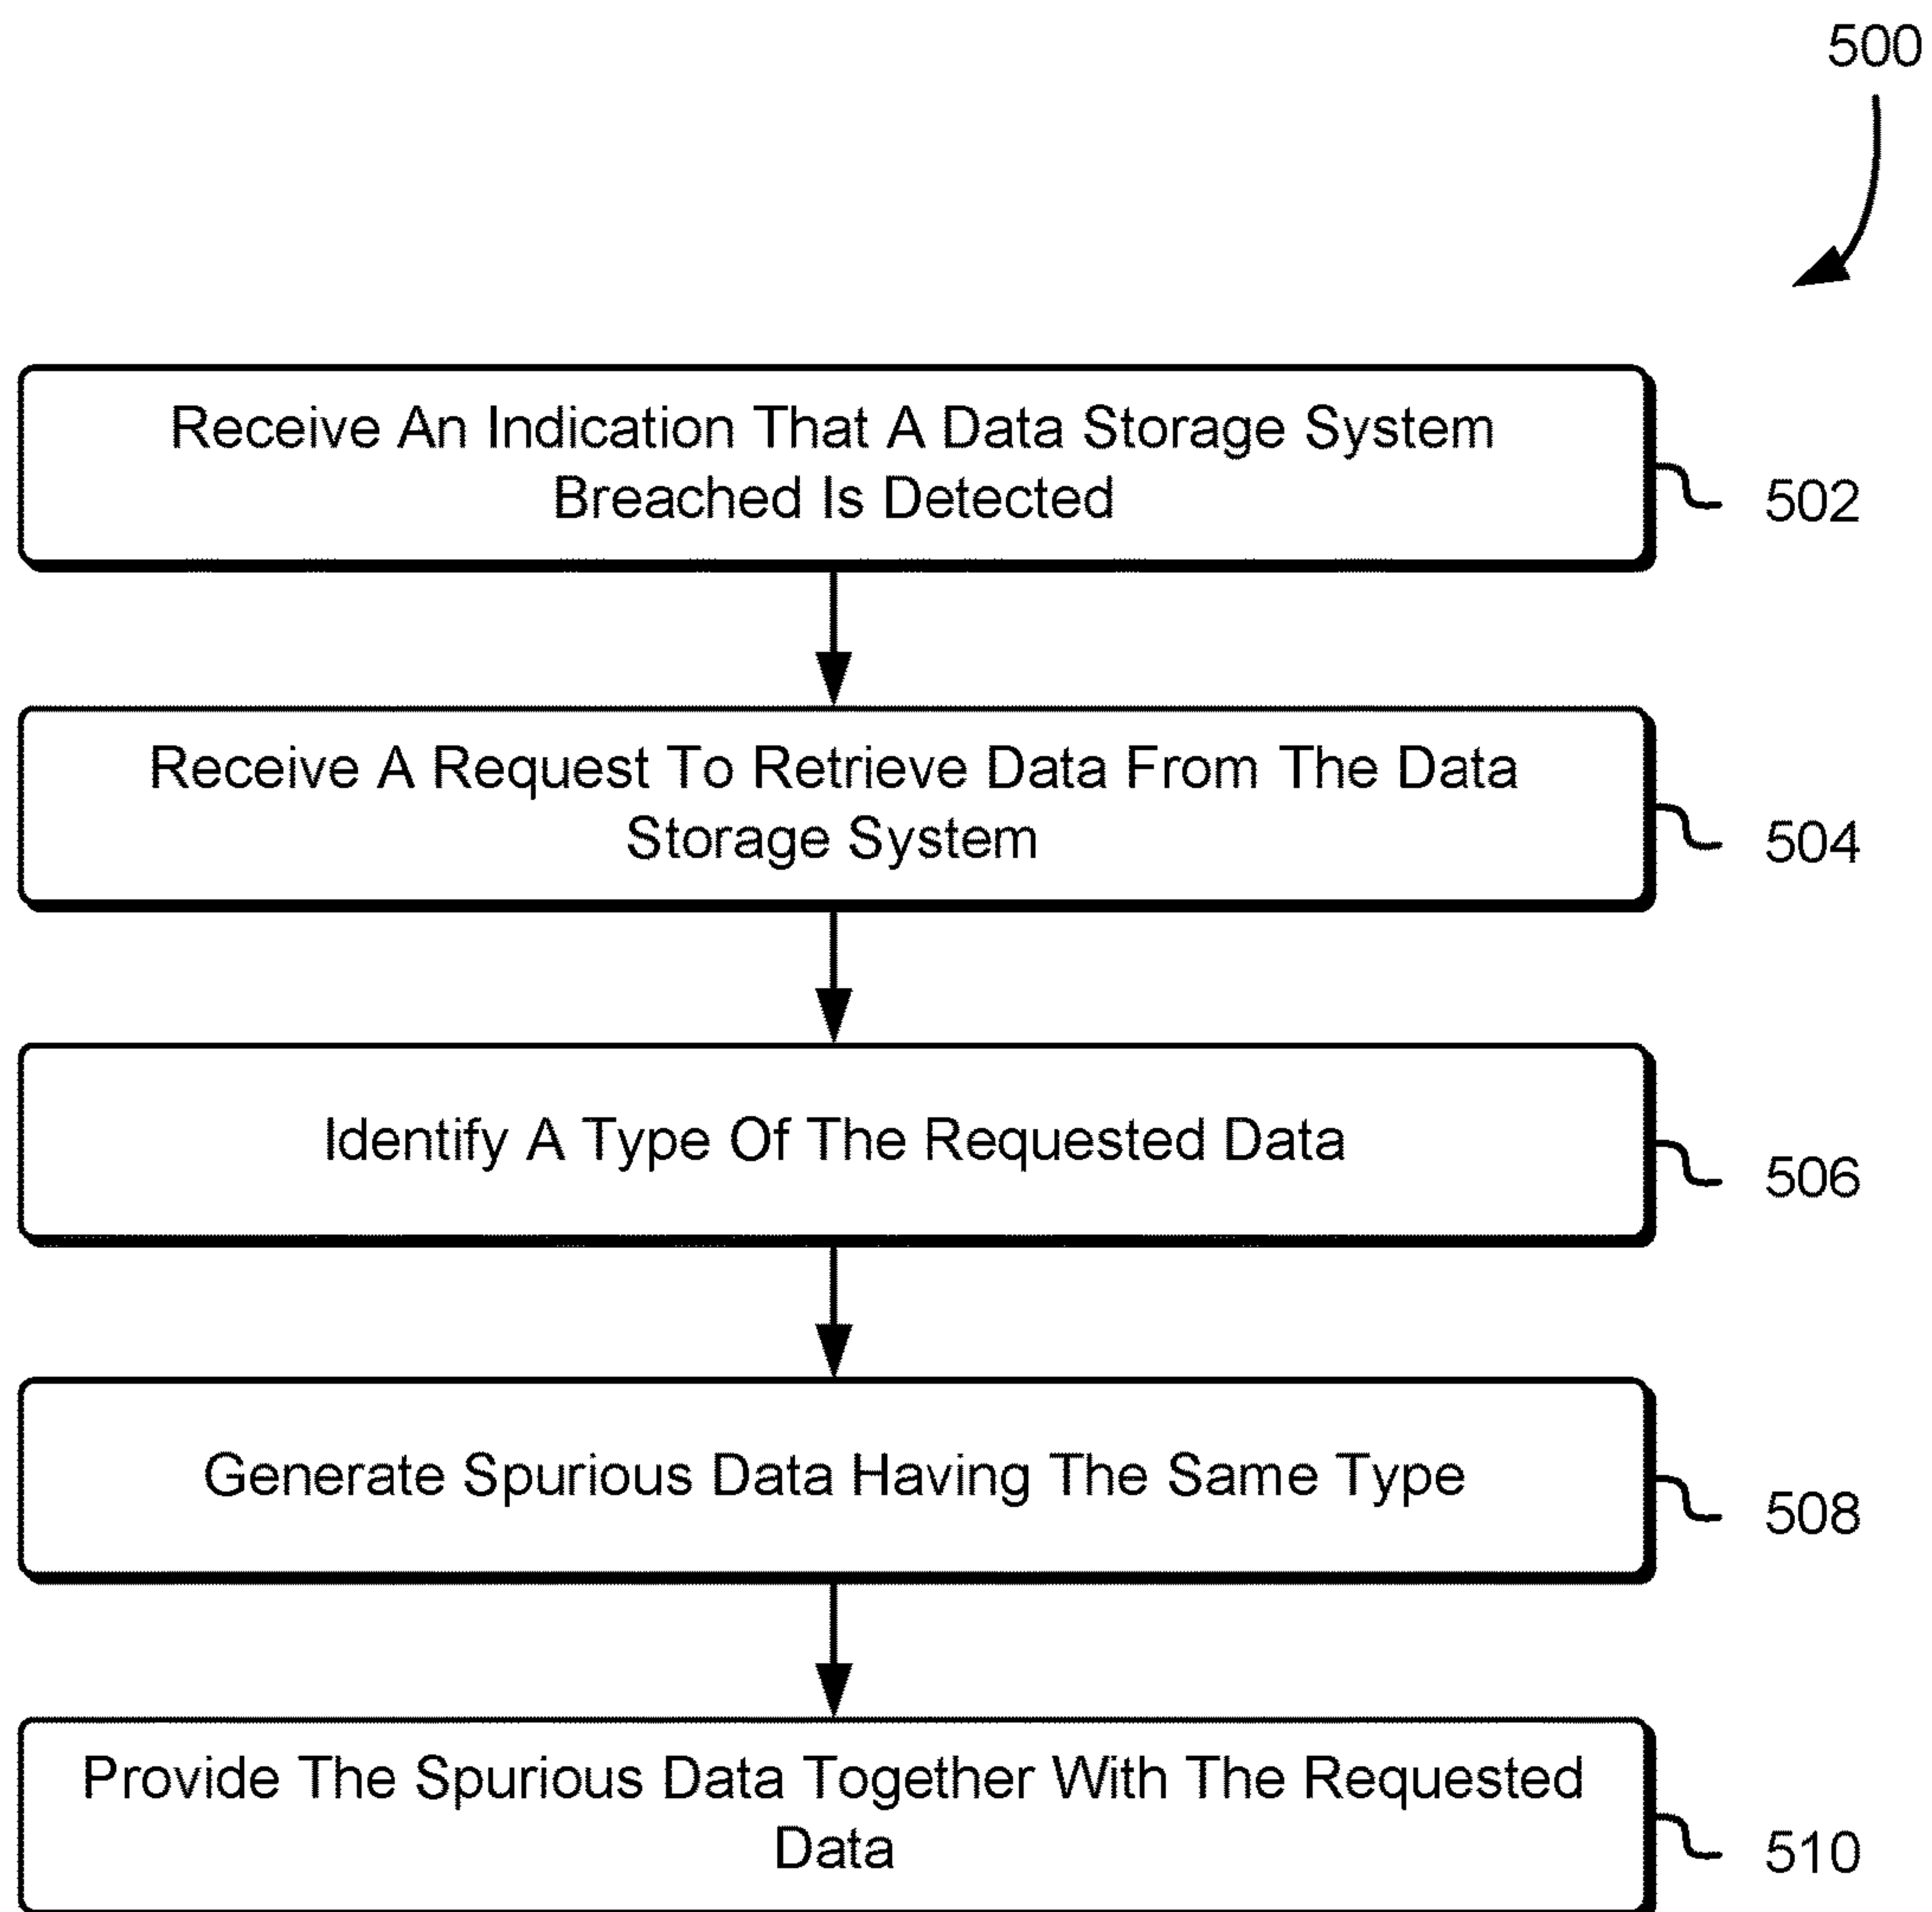 500
Receive An Indication That A Data Storage System
Breached Is Detected
502
Receive A Request To Retrieve Data From The Data
Storage System
504
Identify A Type Of The Requested Data
506
Generate Spurious Data Having The Same Type
508
Provide The Spurious Data Together With The Requested
Data
510